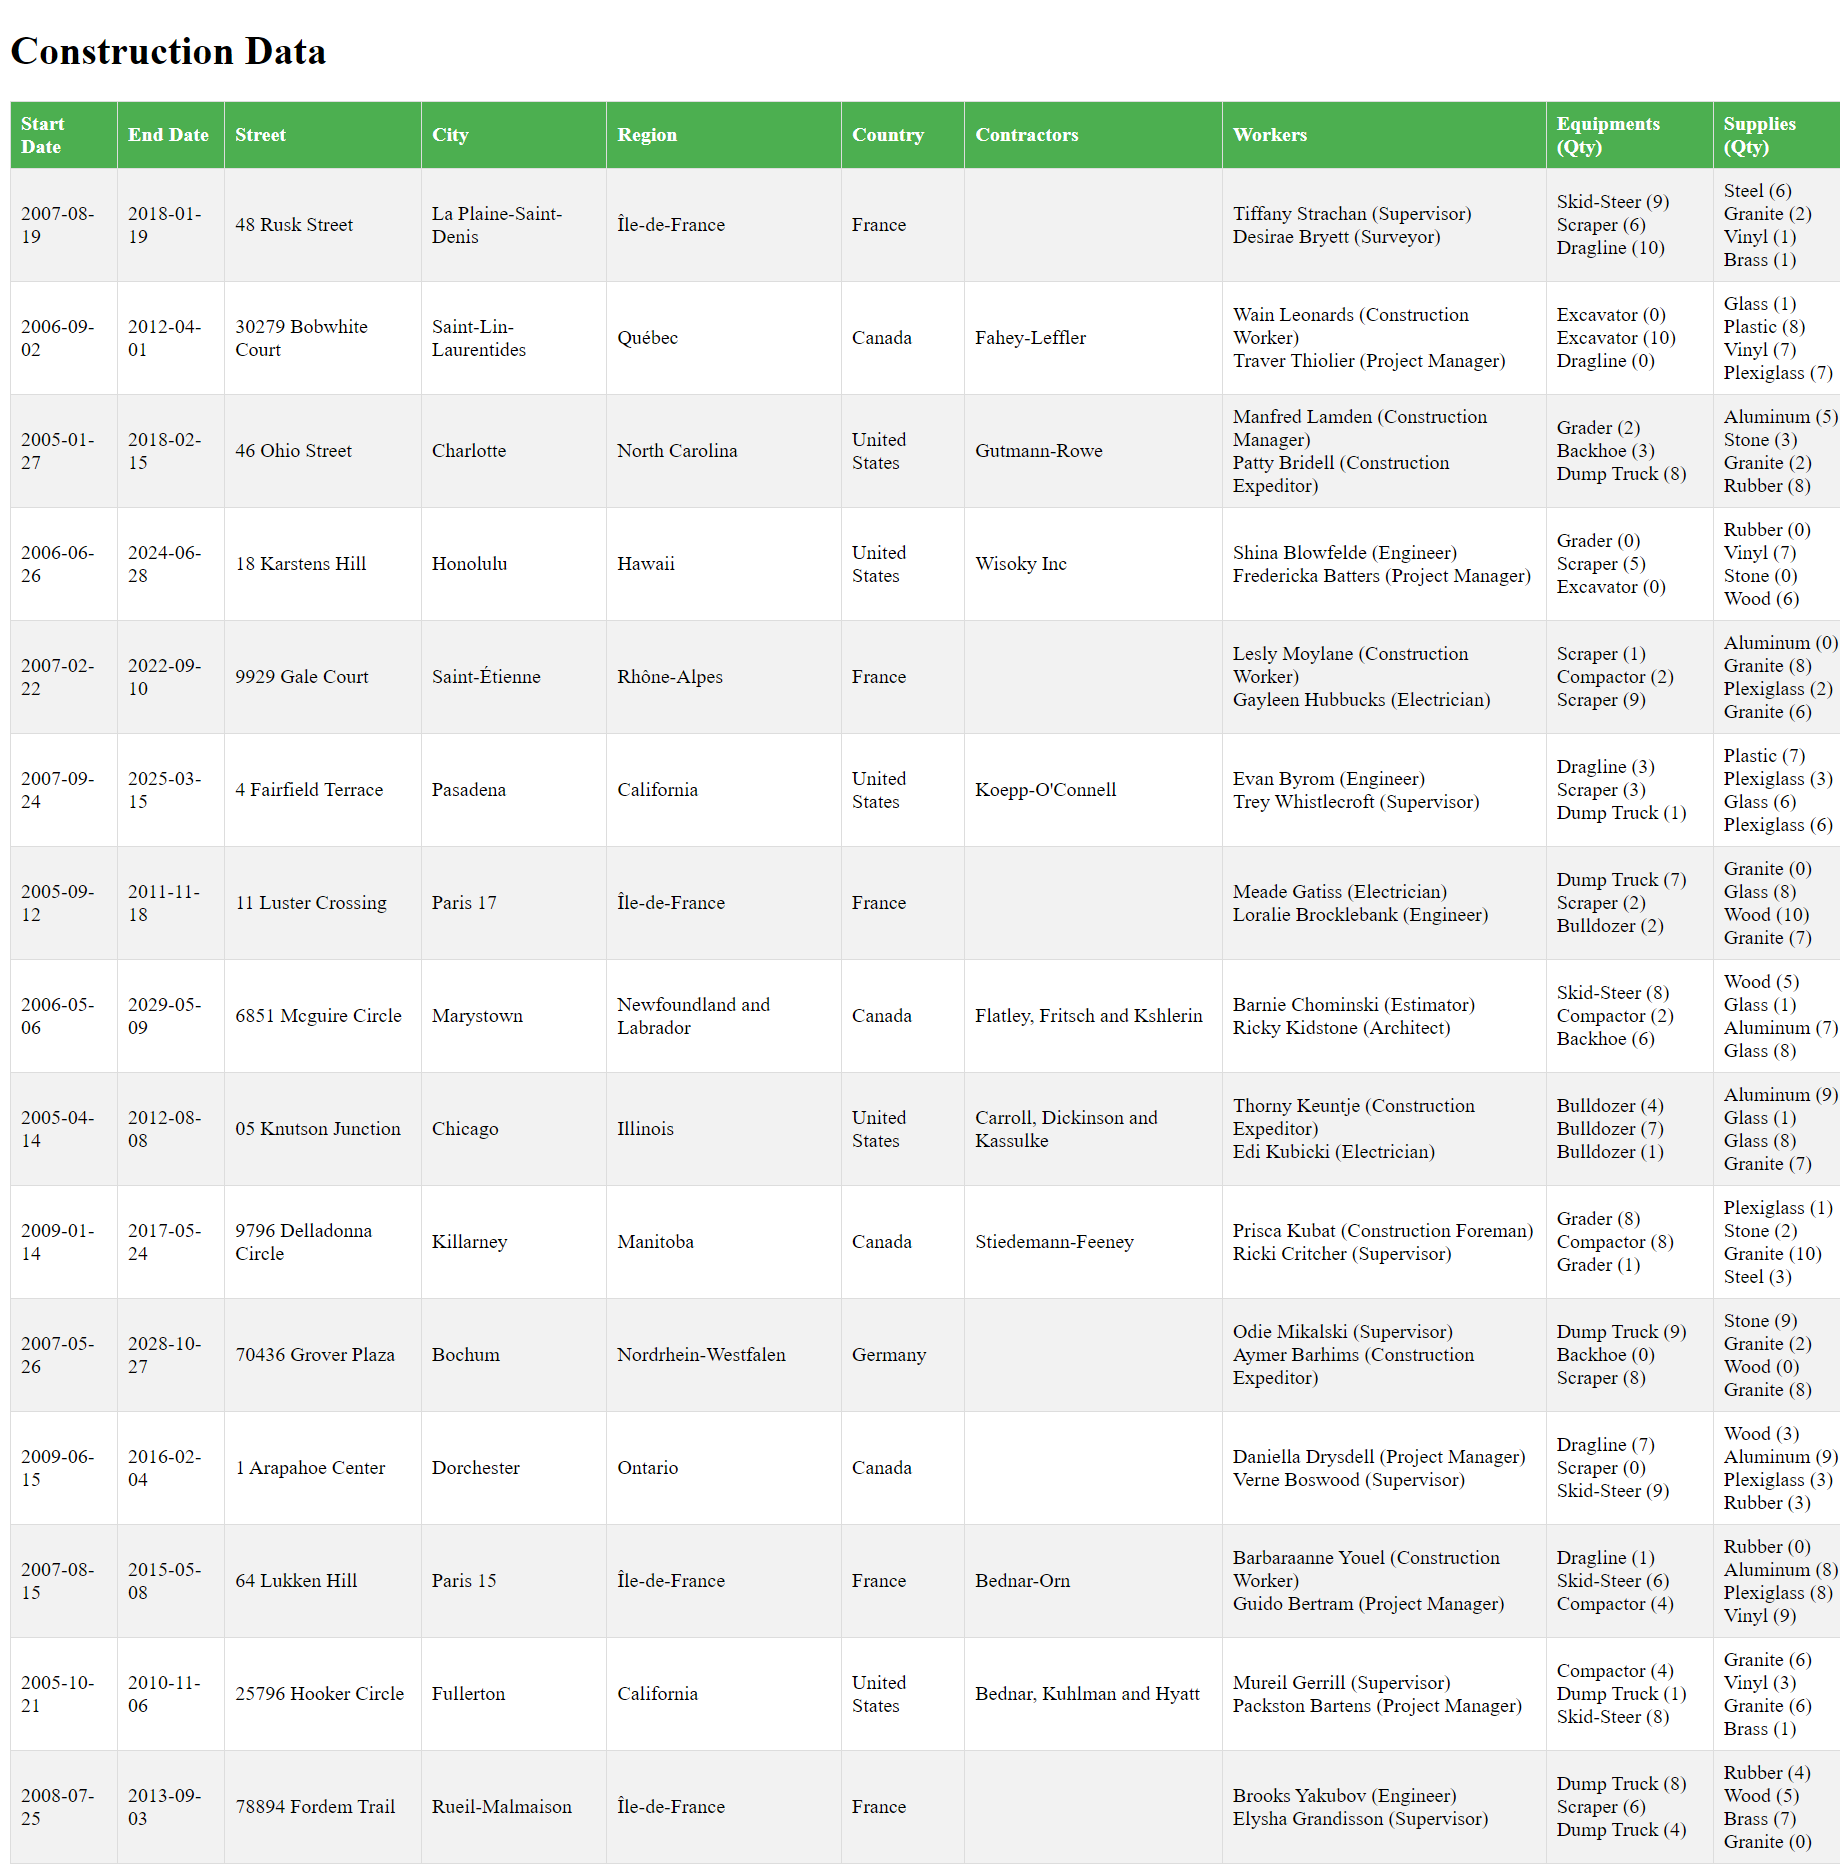 Construction Data
Start Date | End Date | Street | City | Region | Country | Contractors | Workers | Equipments (Qty) | Supplies (Qty)
2007-08-19 | 2018-01-19 | 48 Rusk Street | La Plaine-Saint-Denis | Île-de-France | France | | Tiffany Strachan (Supervisor) Desirae Bryett (Surveyor) | Skid-Steer (9) Scraper (6) Dragline (10) | Steel (6) Granite (2) Vinyl (1) Brass (1)
2006-09-02 | 2012-04-01 | 30279 Bobwhite Court | Saint-Lin-Laurentides | Québec | Canada | Fahey-Leffler | Wain Leonards (Construction Worker) Traver Thiolier (Project Manager) | Excavator (0) Excavator (10) Dragline (0) | Glass (1) Plastic (8) Vinyl (7) Plexiglass (7)
2005-01-27 | 2018-02-15 | 46 Ohio Street | Charlotte | North Carolina | United States | Gutmann-Rowe | Manfred Lamden (Construction Manager) Patty Bridell (Construction Expeditor) | Grader (2) Backhoe (3) Dump Truck (8) | Aluminum (5) Stone (3) Granite (2) Rubber (8)
2006-06-26 | 2024-06-28 | 18 Karstens Hill | Honolulu | Hawaii | United States | Wisoky Inc | Shina Blowfelde (Engineer) Fredericka Batters (Project Manager) | Grader (0) Scraper (5) Excavator (0) | Rubber (0) Vinyl (7) Stone (0) Wood (6)
2007-02-22 | 2022-09-10 | 9929 Gale Court | Saint-Étienne | Rhône-Alpes | France | | Lesly Moylane (Construction Worker) Gayleen Hubbucks (Electrician) | Scraper (1) Compactor (2) Scraper (9) | Aluminum (0) Granite (8) Plexiglass (2) Granite (6)
2007-09-24 | 2025-03-15 | 4 Fairfield Terrace | Pasadena | California | United States | Koepp-O'Connell | Evan Byrom (Engineer) Trey Whistlecroft (Supervisor) | Dragline (3) Scraper (3) Dump Truck (1) | Plastic (7) Plexiglass (3) Glass (6) Plexiglass (6)
2005-09-12 | 2011-11-18 | 11 Luster Crossing | Paris 17 | Île-de-France | France | | Meade Gatiss (Electrician) Loralie Brocklebank (Engineer) | Dump Truck (7) Scraper (2) Bulldozer (2) | Granite (0) Glass (8) Wood (10) Granite (7)
2006-05-06 | 2029-05-09 | 6851 Mcguire Circle | Marystown | Newfoundland and Labrador | Canada | Flatley, Fritsch and Kshlerin | Barnie Chominski (Estimator) Ricky Kidstone (Architect) | Skid-Steer (8) Compactor (2) Backhoe (6) | Wood (5) Glass (1) Aluminum (7) Glass (8)
2005-04-14 | 2012-08-08 | 05 Knutson Junction | Chicago | Illinois | United States | Carroll, Dickinson and Kassulke | Thorny Keuntje (Construction Expeditor) Edi Kubicki (Electrician) | Bulldozer (4) Bulldozer (7) Bulldozer (1) | Aluminum (9) Glass (1) Glass (8) Granite (7)
2009-01-14 | 2017-05-24 | 9796 Delladonna Circle | Killarney | Manitoba | Canada | Stiedemann-Feeney | Prisca Kubat (Construction Foreman) Ricki Critcher (Supervisor) | Grader (8) Compactor (8) Grader (1) | Plexiglass (1) Stone (2) Granite (10) Steel (3)
2007-05-26 | 2028-10-27 | 70436 Grover Plaza | Bochum | Nordrhein-Westfalen | Germany | | Odie Mikalski (Supervisor) Aymer Barhims (Construction Expeditor) | Dump Truck (9) Backhoe (0) Scraper (8) | Stone (9) Granite (2) Wood (0) Granite (8)
2009-06-15 | 2016-02-04 | 1 Arapahoe Center | Dorchester | Ontario | Canada | | Daniella Drysdell (Project Manager) Verne Boswood (Supervisor) | Dragline (7) Scraper (0) Skid-Steer (9) | Wood (3) Aluminum (9) Plexiglass (3) Rubber (3)
2007-08-15 | 2015-05-08 | 64 Lukken Hill | Paris 15 | Île-de-France | France | Bednar-Orn | Barbaraanne Youel (Construction Worker) Guido Bertram (Project Manager) | Dragline (1) Skid-Steer (6) Compactor (4) | Rubber (0) Aluminum (8) Plexiglass (8) Vinyl (9)
2005-10-21 | 2010-11-06 | 25796 Hooker Circle | Fullerton | California | United States | Bednar, Kuhlman and Hyatt | Mureil Gerrill (Supervisor) Packston Bartens (Project Manager) | Compactor (4) Dump Truck (1) Skid-Steer (8) | Granite (6) Vinyl (3) Granite (6) Brass (1)
2008-07-25 | 2013-09-03 | 78894 Fordem Trail | Rueil-Malmaison | Île-de-France | France | | Brooks Yakubov (Engineer) Elysha Grandisson (Supervisor) | Dump Truck (8) Scraper (6) Dump Truck (4) | Rubber (4) Wood (5) Brass (7) Granite (0)